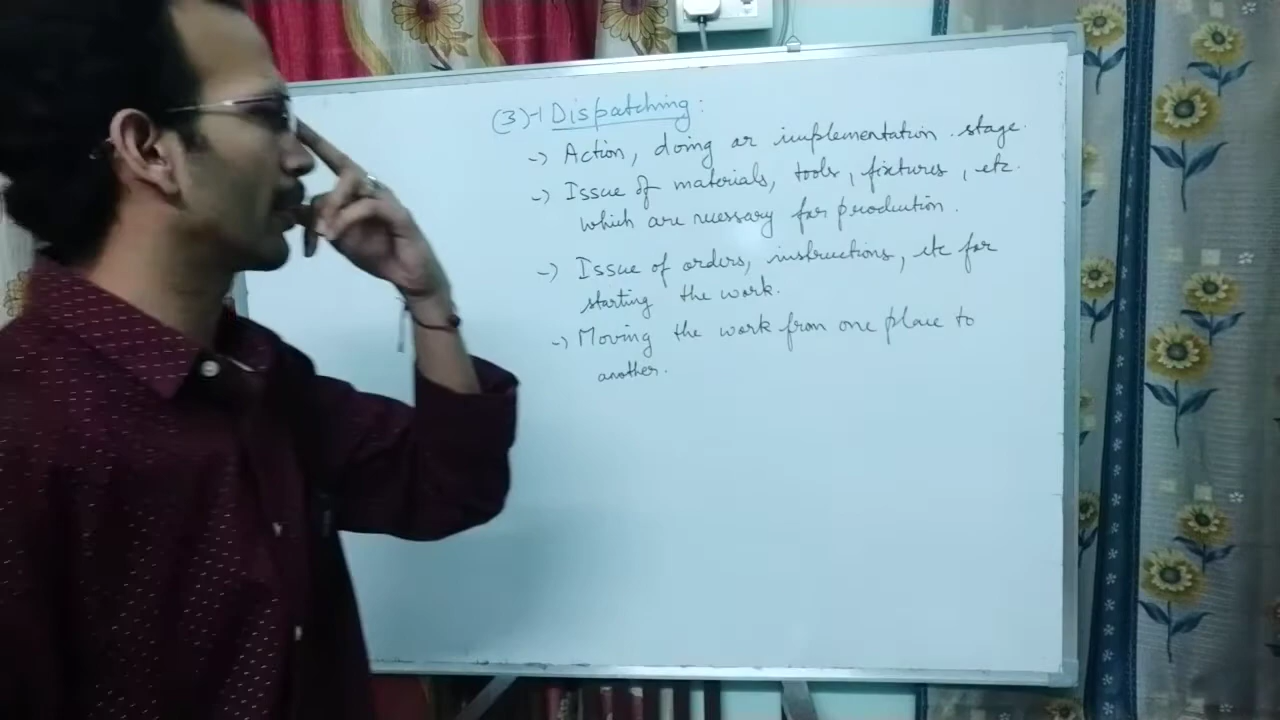 (3)-| Dispatching:
-> Action, doing or implementation stage.
-> Issue of materials, tools, fixtures, etc.
which are necessary for production.
-> Issue of orders, instructions, etc for
starting the work.
-> Moving the work from one place to
another.